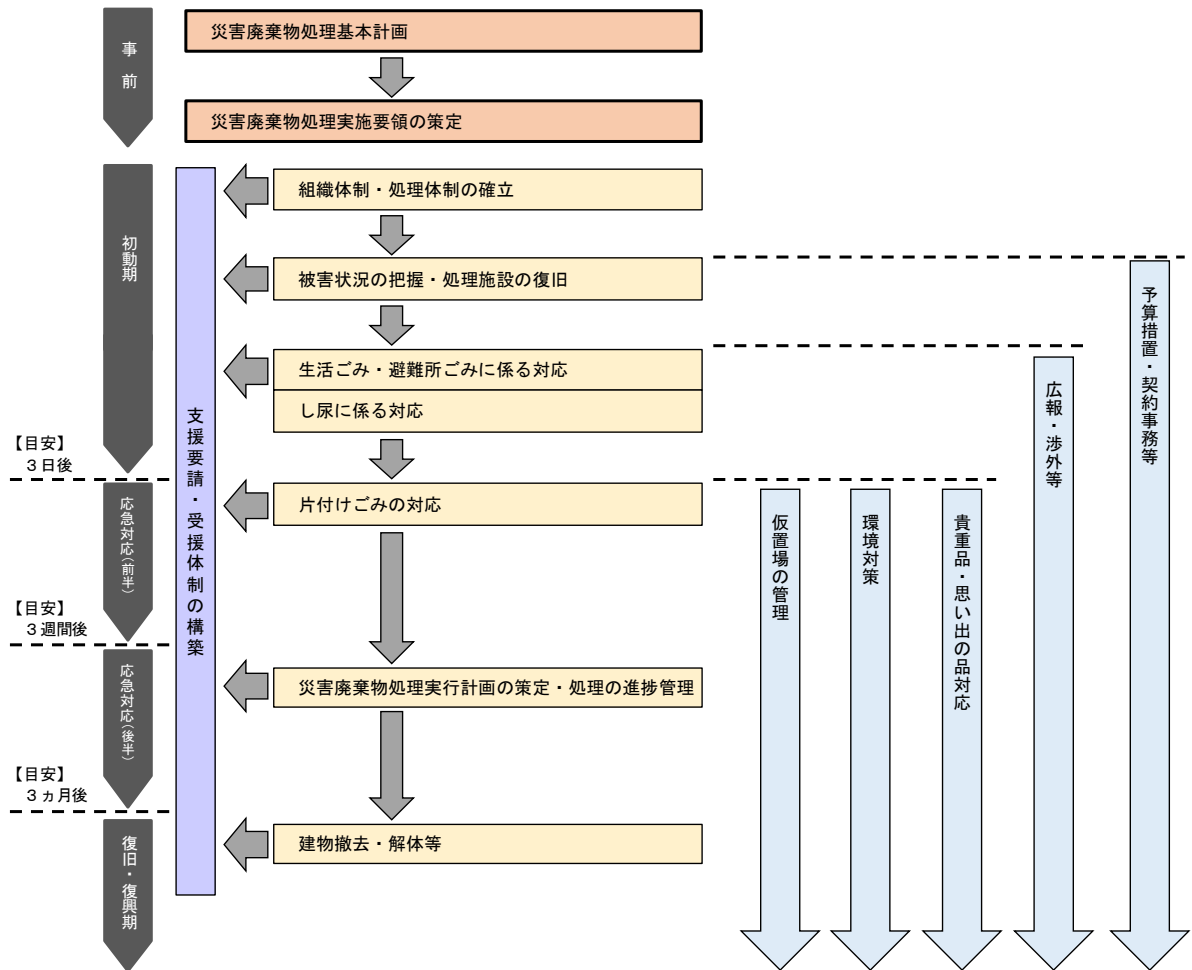 事前
災害廃棄物処理基本計画
災害廃棄物処理実施要領の策定
初動期
支援要請・受援体制の構築
組織体制・処理体制の確立
被害状況の把握・処理施設の復旧
予算措置・契約事務等
生活ごみ・避難所ごみに係る対応
し尿に係る対応
広報・渉外等
【目安】
３日後
応急対応(前半)
片付けごみの対応
仮置場の管理
環境対策
貴重品・思い出の品対応
【目安】
３週間後
応急対応(後半)
災害廃棄物処理実行計画の策定・処理の進捗管理
【目安】
３ヵ月後
復旧・復興期
建物撤去・解体等